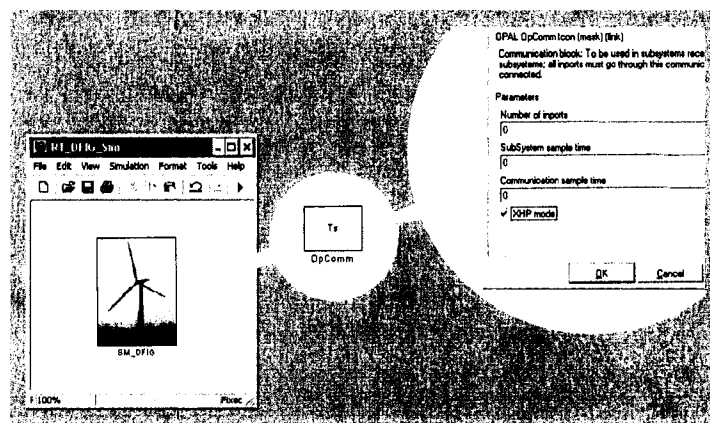 RT_DFIG_Sim
File Edit View Simulation Format Tools Help
SM_DFIG
100%
Ts
OpComm
OPAL OpComm Icon (mask) (link)
Communication block: To be used in subsystems rece
subsystems; all inports must go through this communic
connected.
Parameters
Number of inports
0
SubSystem sample time
0
Communication sample time
0
XHP mode
OK Cancel